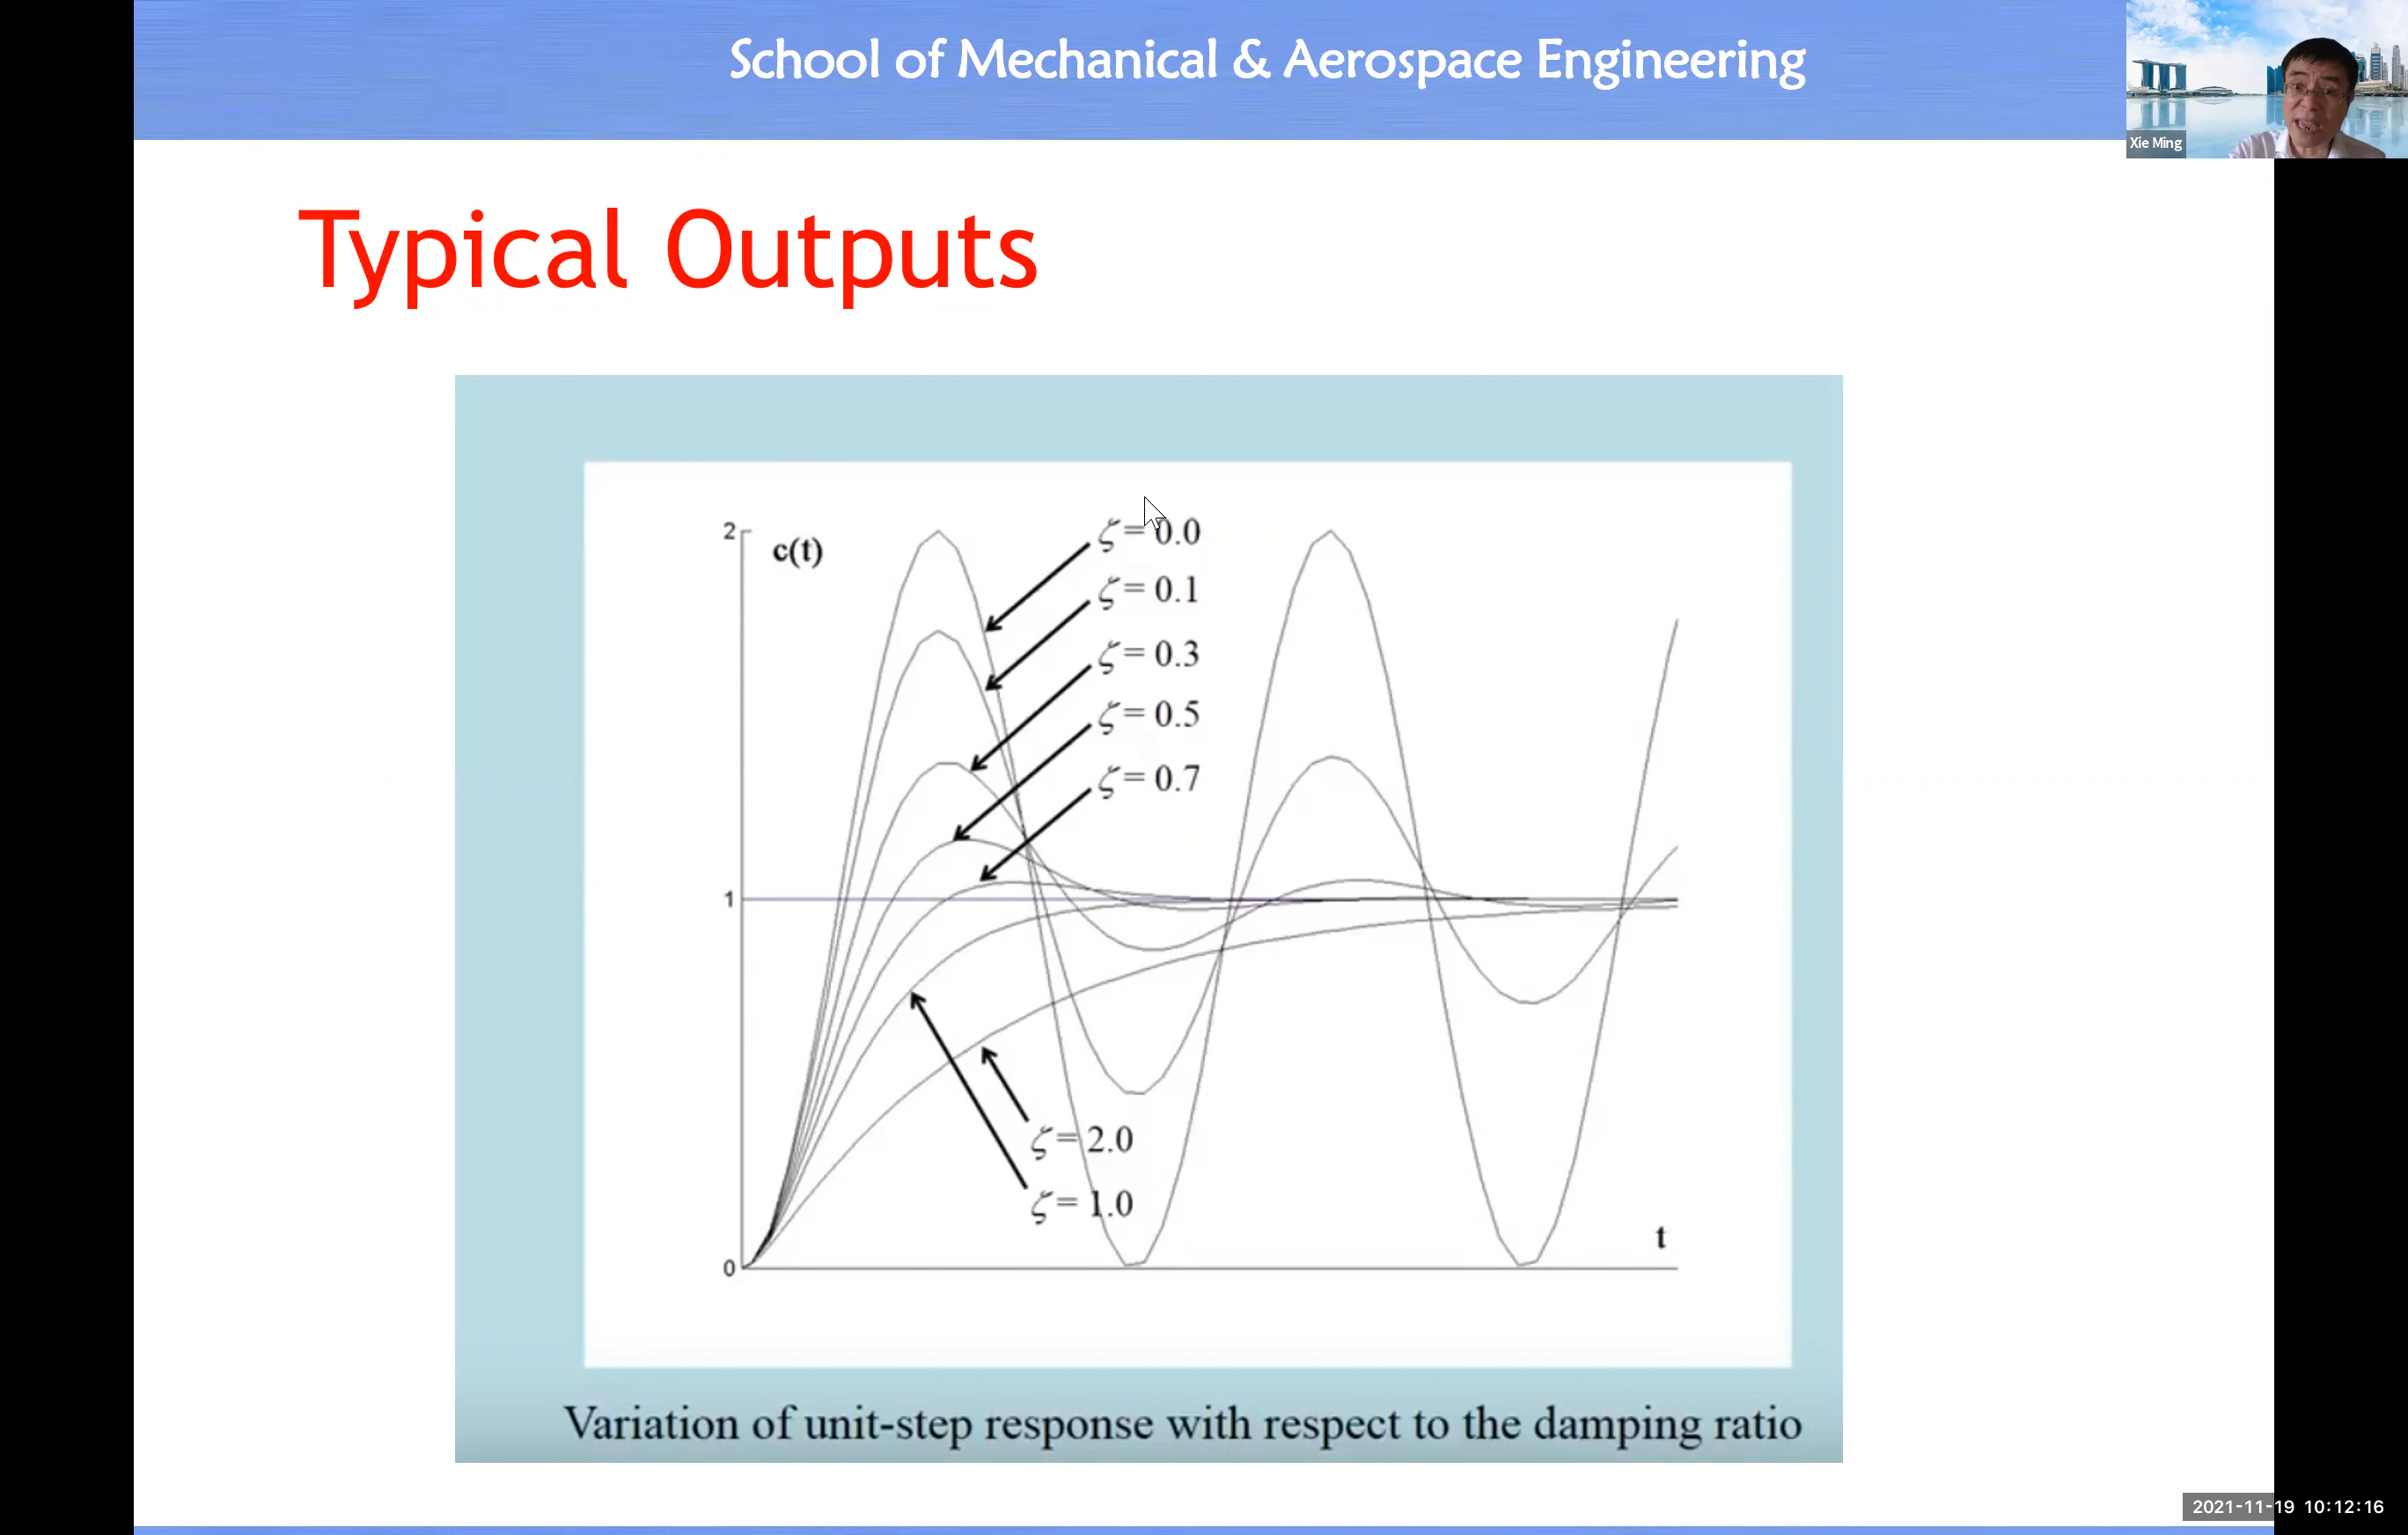 School of Mechanical & Aerospace Engineering
Xie Ming
Typical Outputs
2
c(t)
ζ = 0.0
ζ = 0.1
ζ = 0.3
ζ = 0.5
ζ = 0.7
1
ζ = 2.0
ζ = 1.0
t
0
Variation of unit-step response with respect to the damping ratio
2021-11-19 10:12:16